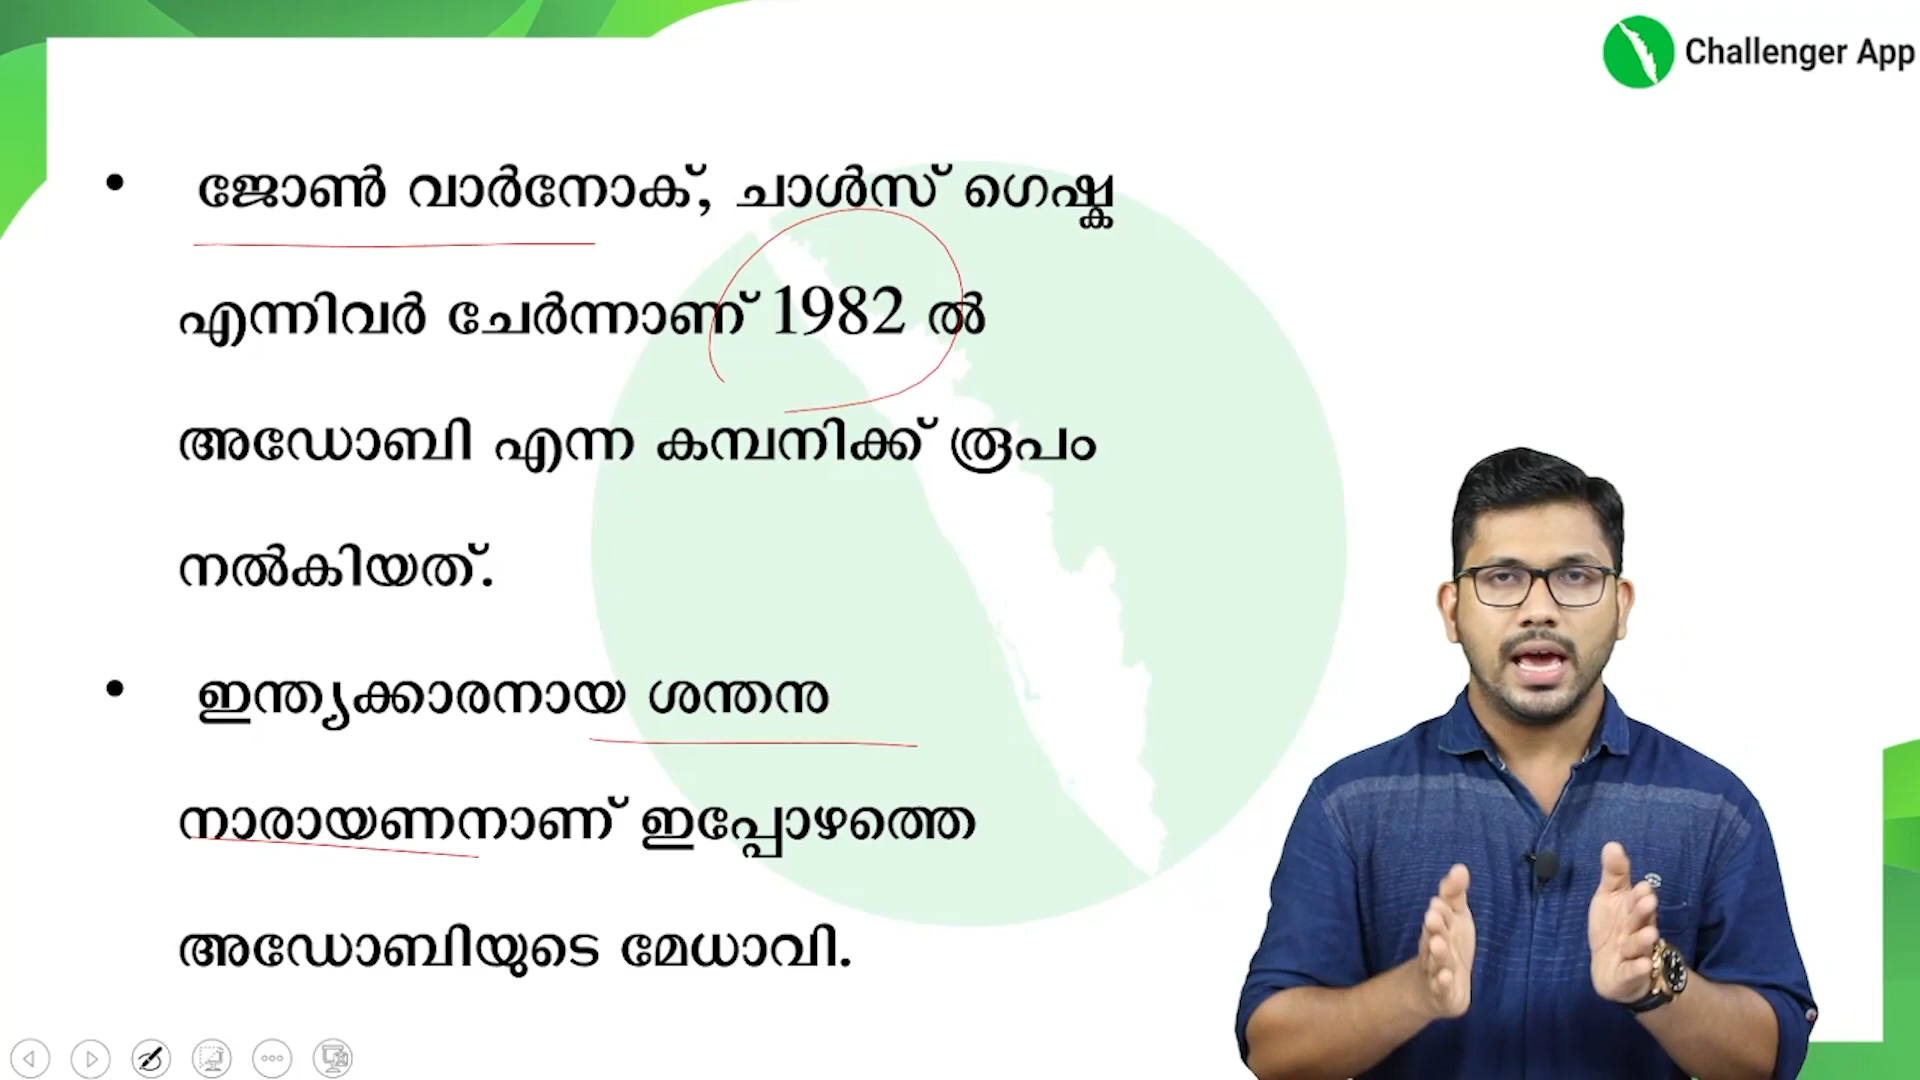 Challenger App
• ജോൺ വാർനോക്, ചാൾസ് ഗെഷ്ക
എന്നിവർ ചേർന്നാണ് 1982 ൽ
അഡോബി എന്ന കമ്പനിക്ക് രൂപം
നൽകിയത്.
• ഇന്ത്യക്കാരനായ ശന്തനു
നാരായണനാണ് ഇപ്പോഴത്തെ
അഡോബിയുടെ മേധാവി.